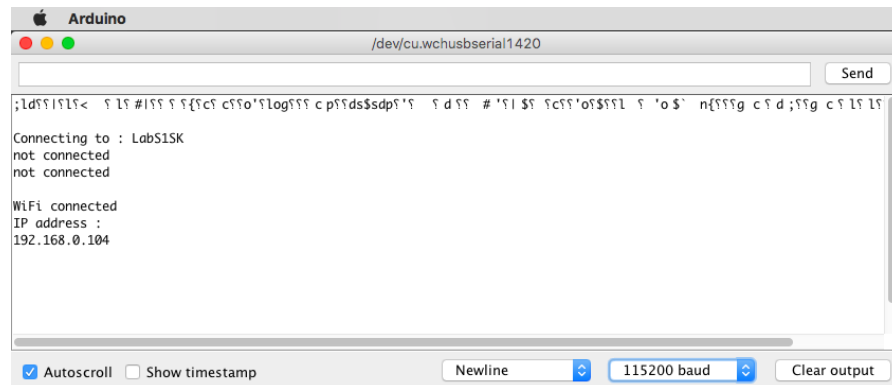 Arduino
/dev/cu.wchusbserial1420
Send
Connecting to : LabS1SK
not connected
not connected
WiFi connected
IP address :
192.168.0.104
Autoscroll Show timestamp Newline 115200 baud Clear output